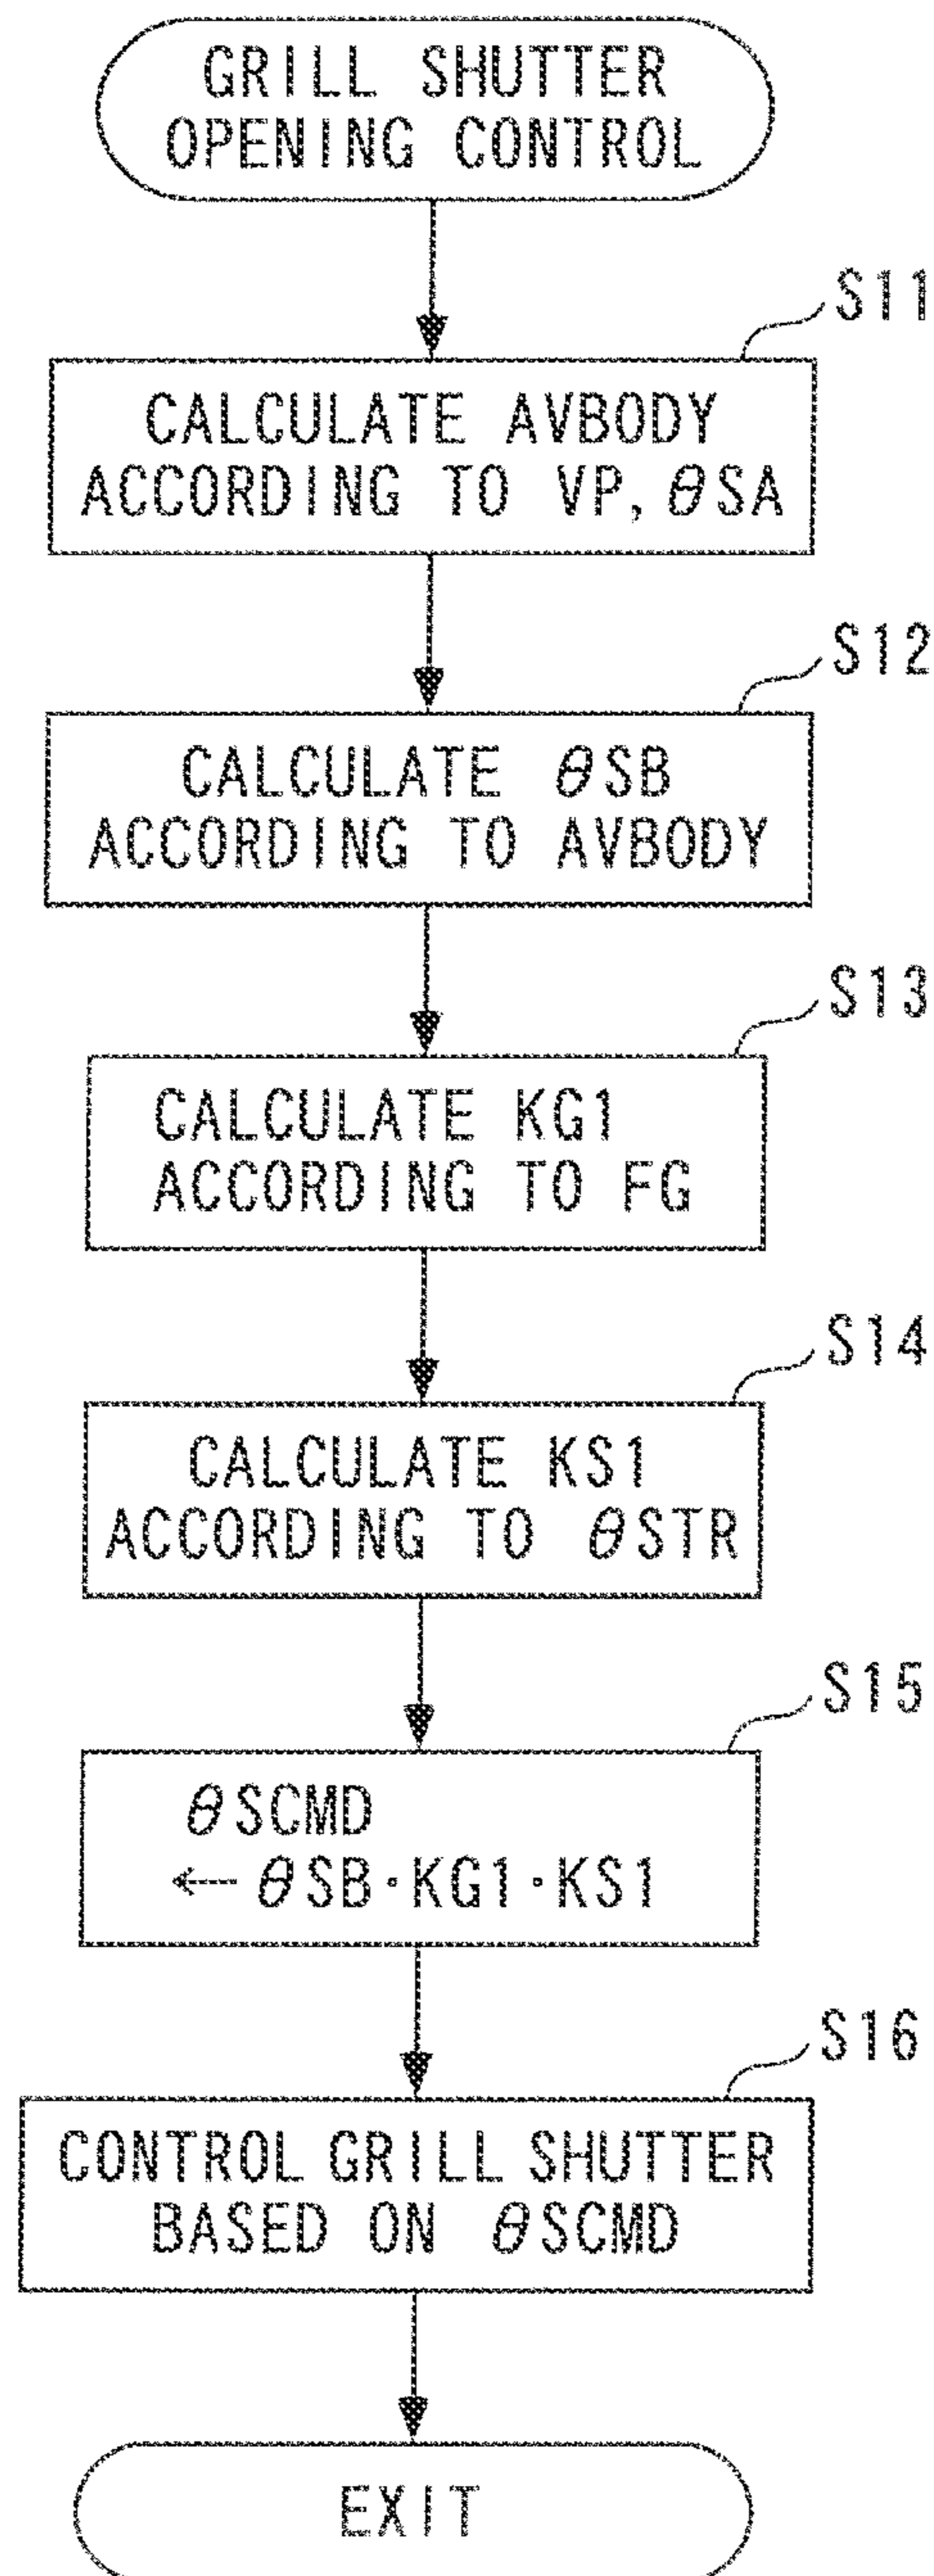 GRILL SHUTTER
OPENING CONTROL
S11
CALCULATE AVBODY
ACCORDING TO VP, θSA
S12
CALCULATE θSB
ACCORDING TO AVBODY
S13
CALCULATE KG1
ACCORDING TO FG
S14
CALCULATE KS1
ACCORDING TO θSTR
S15
θSCMD
← θSB·KG1·KS1
S16
CONTROL GRILL SHUTTER
BASED ON θSCMD
EXIT